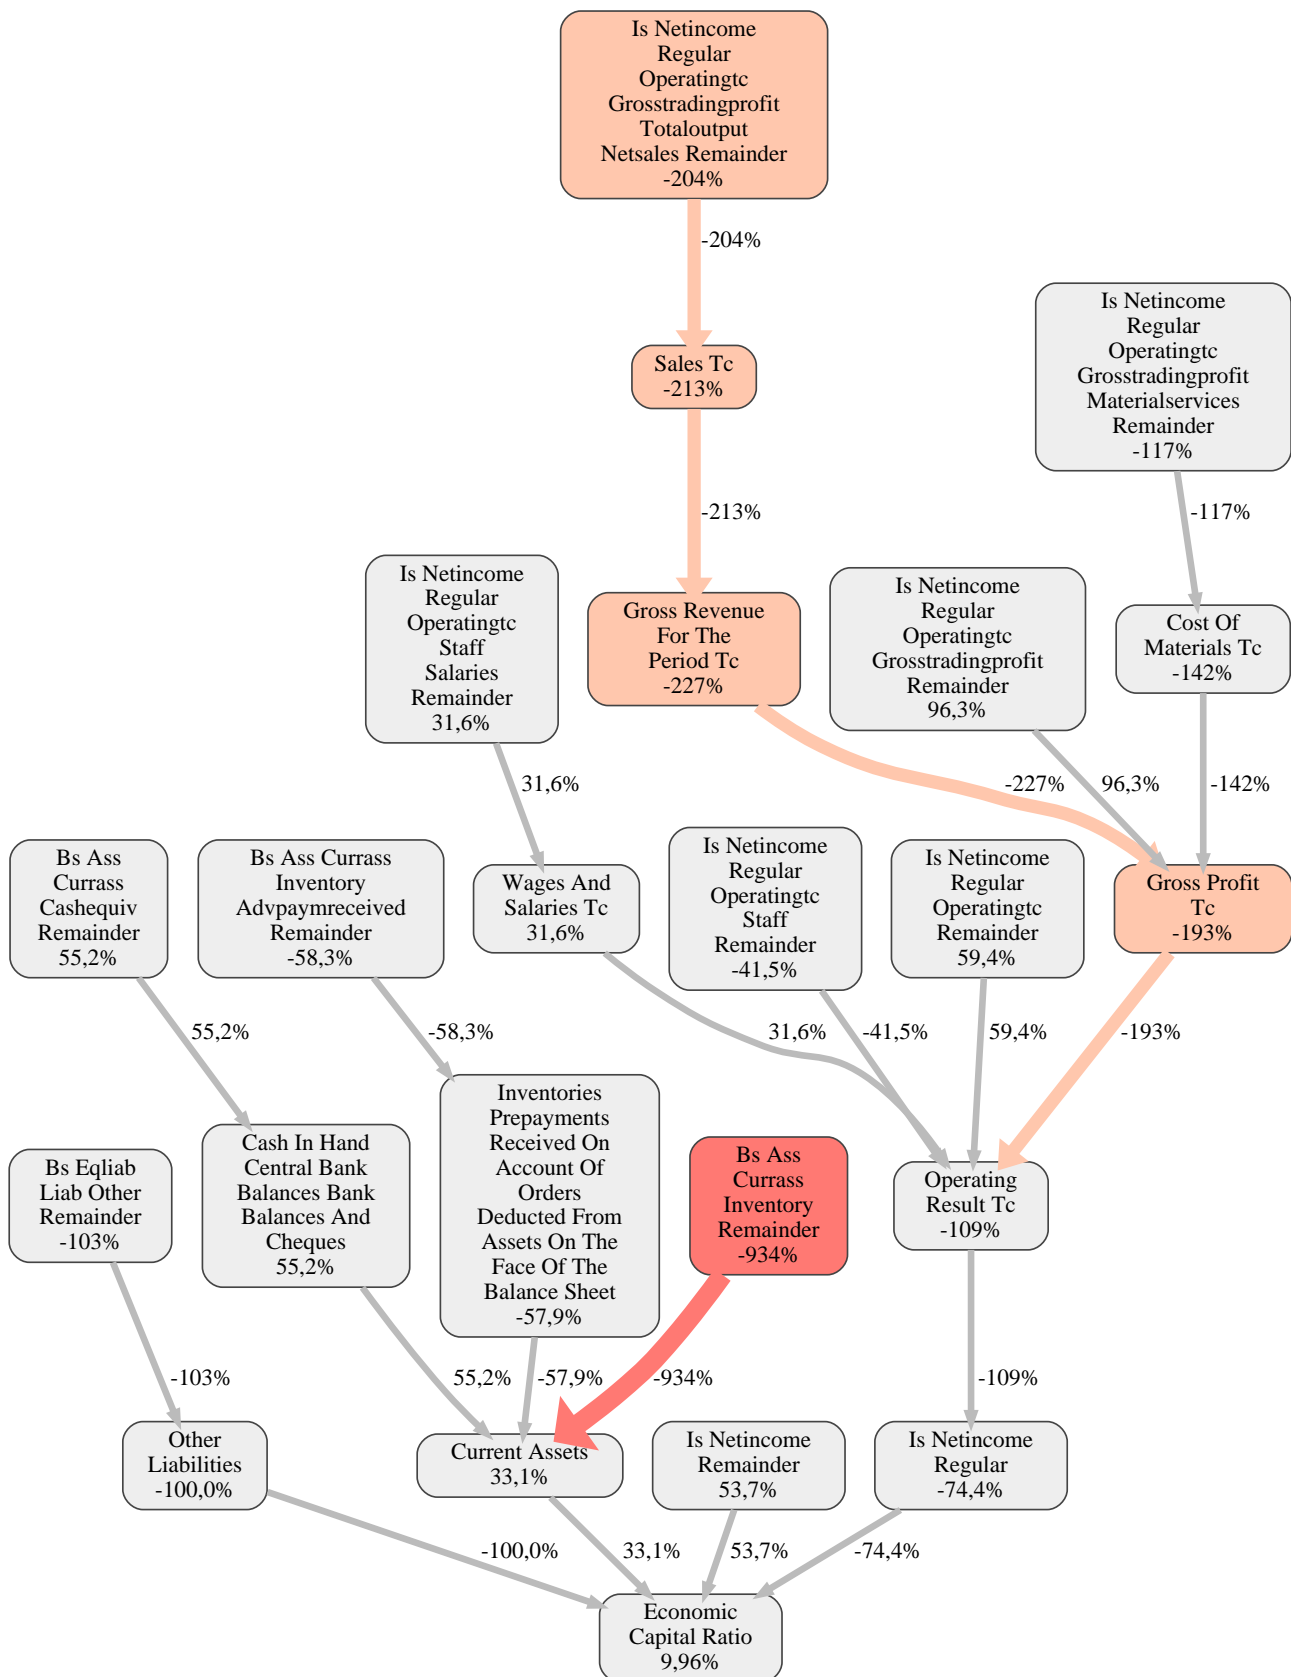 Is Netincome
Regular
Operatingtc
Grosstradingprofit
Totaloutput
Netsales Remainder
-204%
-204%
Is Netincome
Regular
Operatingtc
Grosstradingprofit
Materialservices
Remainder
-117%
Sales Tc
-213%
-213%
-117%
Is Netincome
Regular
Operatingtc
Staff
Salaries
Remainder
31,6%
Gross Revenue
For The
Period Tc
-227%
Is Netincome
Regular
Operatingtc
Grosstradingprofit
Remainder
96,3%
Cost Of
Materials Tc
-142%
31,6%
-227%
96,3%
-142%
Bs Ass
Currass
Cashequiv
Remainder
55,2%
Bs Ass Currass
Inventory
Advpaymreceived
Remainder
-58,3%
Wages And
Salaries Tc
31,6%
Is Netincome
Regular
Operatingtc
Staff
Remainder
-41,5%
Is Netincome
Regular
Operatingtc
Remainder
59,4%
Gross Profit
Tc
-193%
55,2%
-58,3%
31,6%
-41,5%
59,4%
-193%
Bs Eqliab
Liab Other
Remainder
-103%
Cash In Hand
Central Bank
Balances Bank
Balances And
Cheques
55,2%
Inventories
Prepayments
Received On
Account Of
Orders
Deducted From
Assets On The
Face Of The
Balance Sheet
-57,9%
Bs Ass
Currass
Inventory
Remainder
-934%
Operating
Result Tc
-109%
-103%
55,2%
-57,9%
-934%
-109%
Other
Liabilities
-100,0%
Current Assets
33,1%
Is Netincome
Remainder
53,7%
Is Netincome
Regular
-74,4%
-100,0%
33,1%
53,7%
-74,4%
Economic
Capital Ratio
9,96%